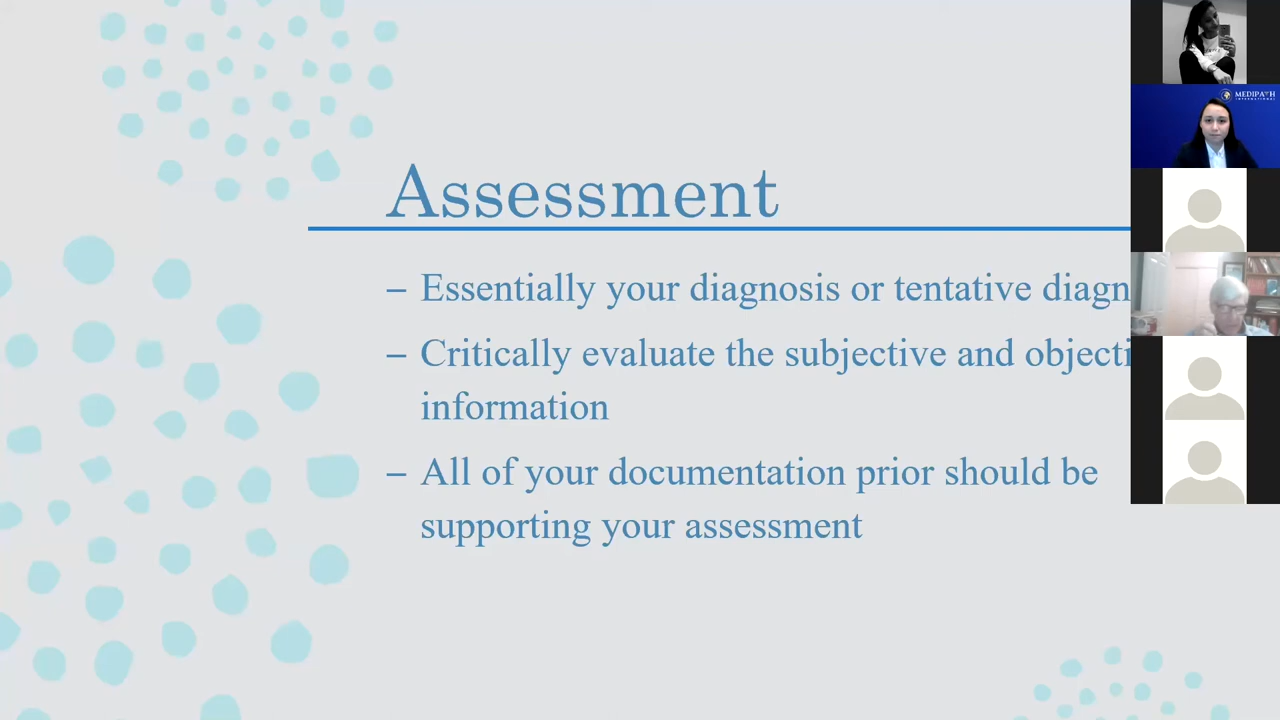 Assessment
– Essentially your diagnosis or tentative diagn
– Critically evaluate the subjective and objecti
information
– All of your documentation prior should be
supporting your assessment
MEDIPATH
INTERNATIONAL